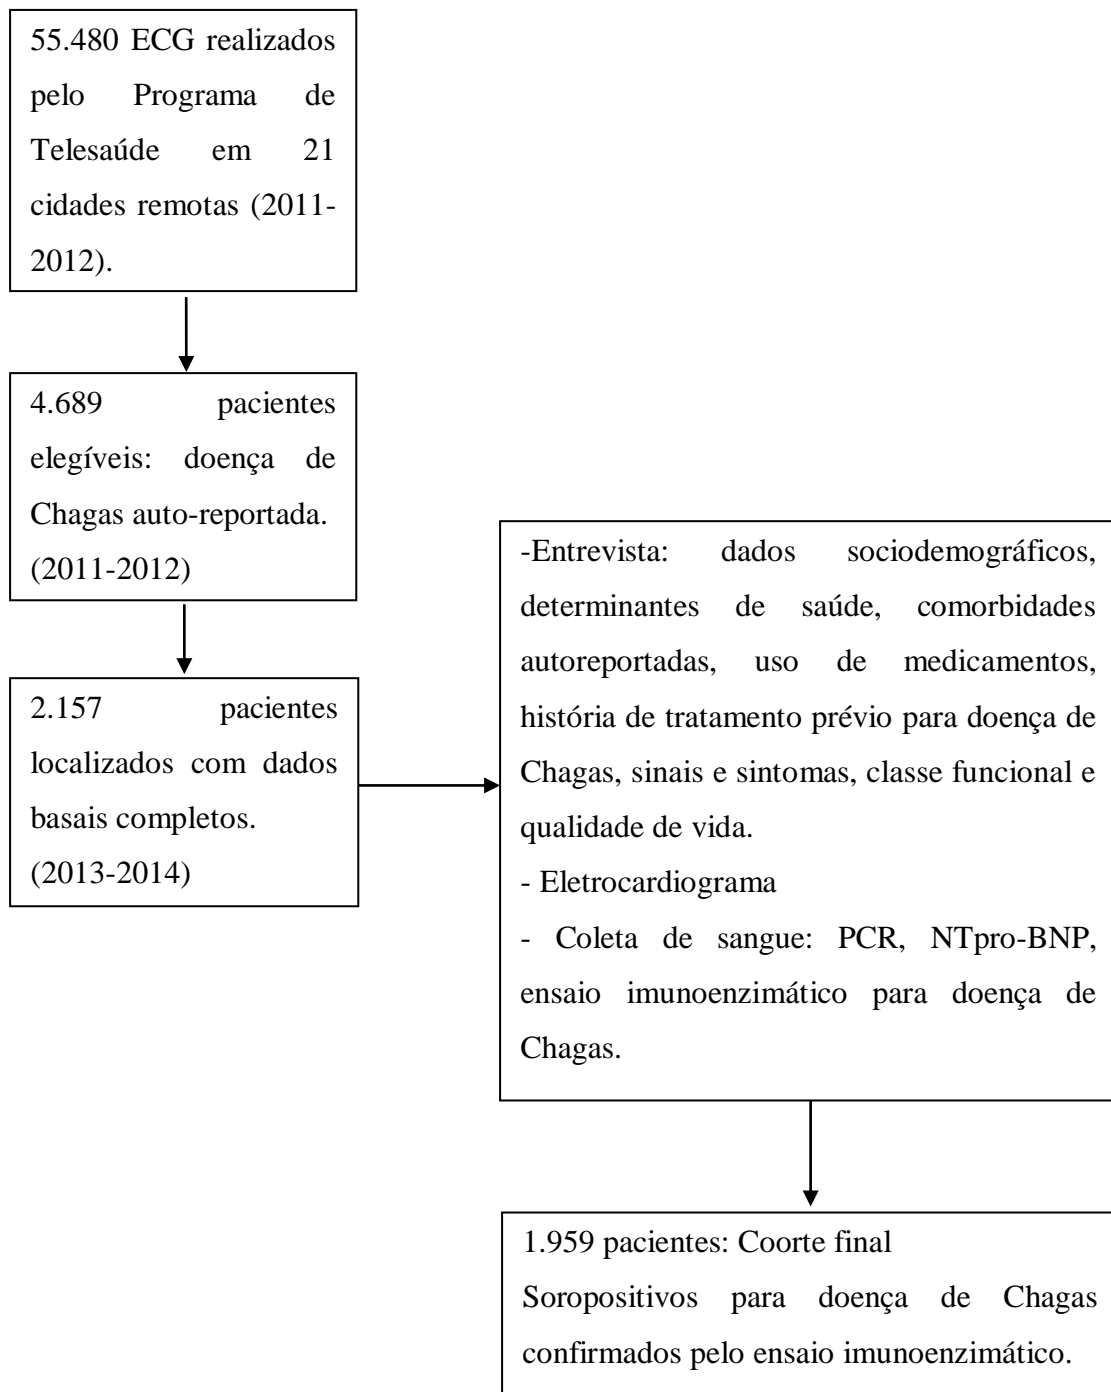 55.480 ECG realizados
pelo Programa de
Telesaúde em 21
cidades remotas (2011-
2012).
4.689 pacientes
elegíveis: doença de
Chagas auto-reportada.
(2011-2012)
2.157 pacientes
localizados com dados
basais completos.
(2013-2014)
-Entrevista: dados sociodemográficos,
determinantes de saúde, comorbidades
autoreportadas, uso de medicamentos,
história de tratamento prévio para doença de
Chagas, sinais e sintomas, classe funcional e
qualidade de vida.
- Eletrocardiograma
- Coleta de sangue: PCR, NTpro-BNP,
ensaio imunoenzimático para doença de
Chagas.
1.959 pacientes: Coorte final
Soropositivos para doença de Chagas
confirmados pelo ensaio imunoenzimático.